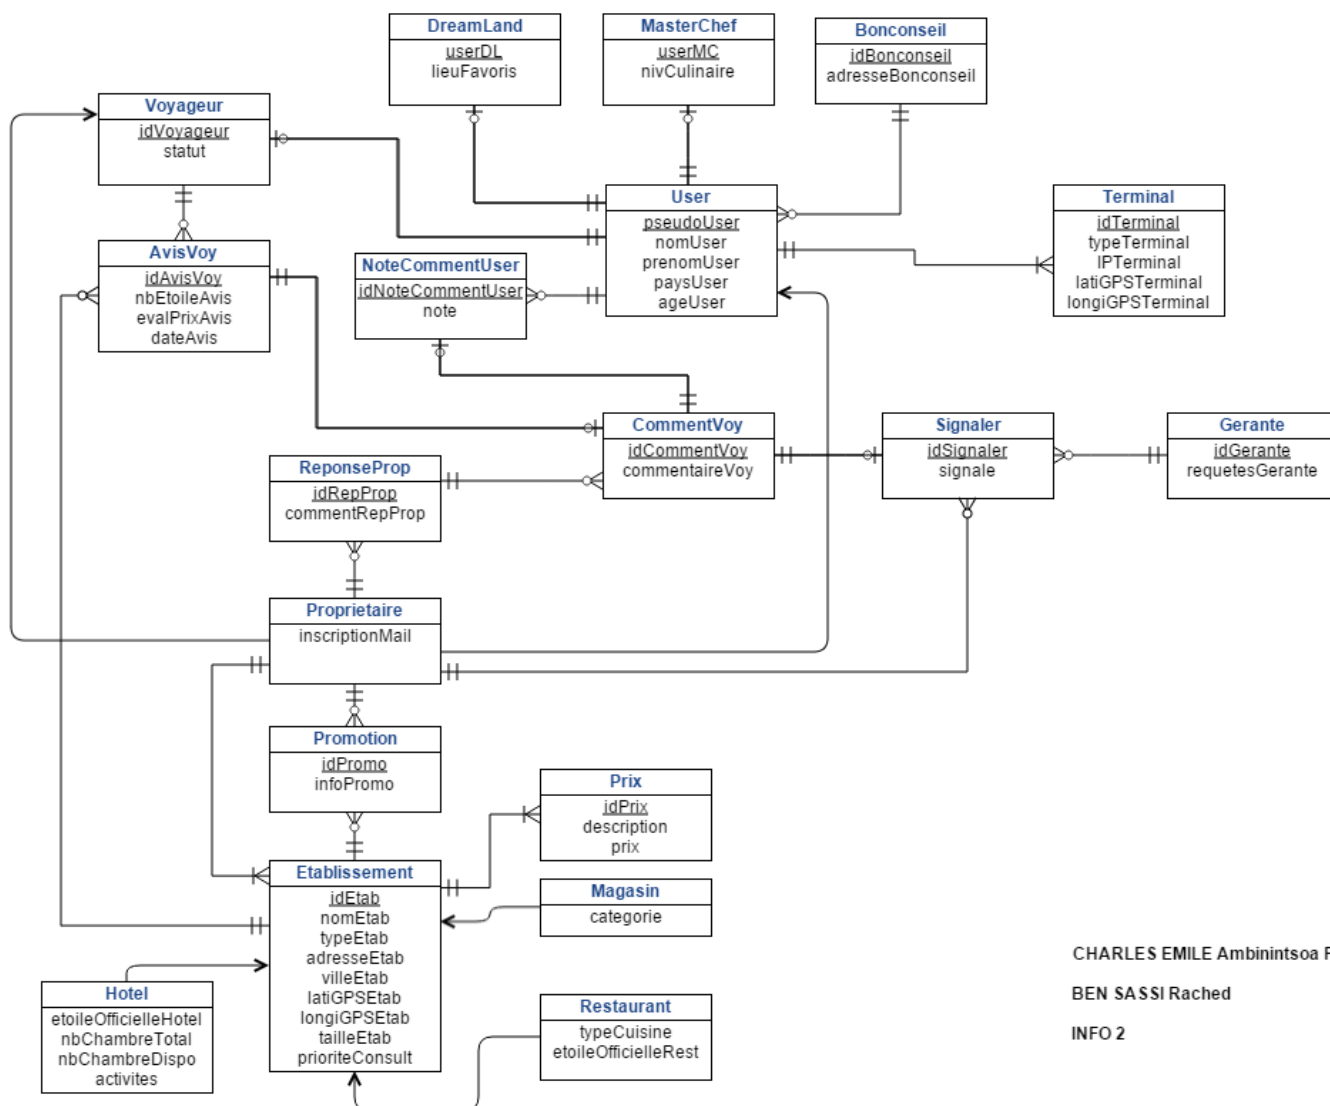 DreamLand
userDL
lieuFavoris
MasterChef
userMC
nivCulinaire
Bonconseil
idBonconseil
adresseBonconseil
Voyageur
idVoyageur
statut
User
pseudoUser
nomUser
prenomUser
paysUser
ageUser
Terminal
idTerminal
typeTerminal
IPTerminal
latiGPSTerminal
longiGPSTerminal
AvisVoy
idAvisVoy
nbEtoileAvis
evalPrixAvis
dateAvis
NoteCommentUser
idNoteCommentUser
note
CommentVoy
idCommentVoy
commentaireVoy
Signaler
idSignaler
signale
Gerante
idGerante
requetesGerante
ReponseProp
idRepProp
commentRepProp
Proprietaire
inscriptionMail
Promotion
idPromo
infoPromo
Prix
idPrix
description
prix
Etablissement
idEtab
nomEtab
typeEtab
adresseEtab
villeEtab
latiGPSEtab
longiGPSEtab
tailleEtab
prioriteConsult
Magasin
categorie
Hotel
etoileOfficielleHotel
nbChambreTotal
nbChambreDispo
activites
Restaurant
typeCuisine
etoileOfficielleRest
CHARLES EMILE Ambinintsoa
BEN SASSI Rached
INFO 2